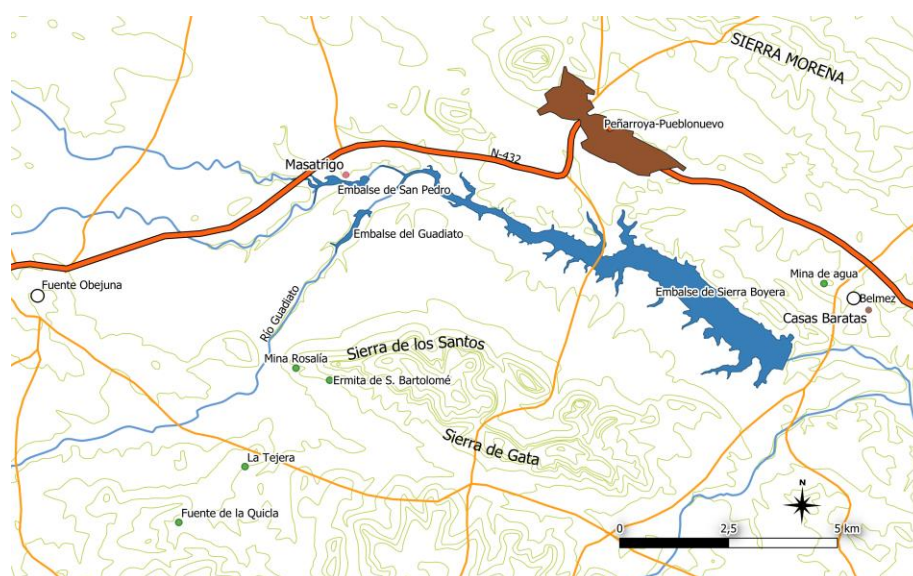 SIERRA MORENA
Peñarroya-Pueblonuevo
N-432
Masatrigo
Embalse de San Pedro
Embalse del Guadiato
Mina de agua
Fuente Obejuna
Embalse de Sierra Boyera
Belmez
Casas Baratas
Río Guadiato
Sierra de los Santos
Mina Rosalía
Ermita de S. Bartolomé
Sierra de Gata
La Tejera
N
Fuente de la Quicla
0 2,5 5 km